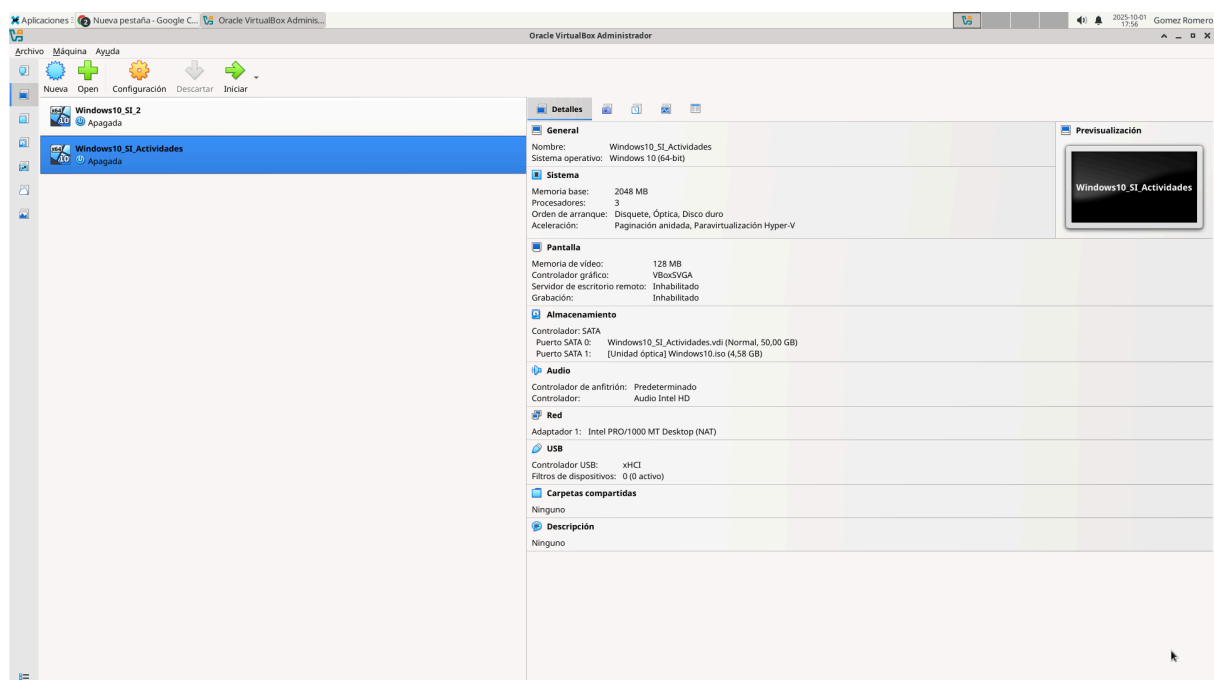 Aplicaciones
Nueva pestaña - Google C...
Oracle VirtualBox Adminis...
2025-10-01
17:56
Gomez Romero
Oracle VirtualBox Administrador
Archivo Máquina Ayuda
Nueva Open Configuración Descartar Iniciar
Windows10_SI_2
Apagada
Windows10_SI_Actividades
Apagada
Detalles
General
Nombre: Windows10_SI_Actividades
Sistema operativo: Windows 10 (64-bit)
Previsualización
Windows10_SI_Actividades
Sistema
Memoria base: 2048 MB
Procesadores: 3
Orden de arranque: Disquete, Óptica, Disco duro
Aceleración: Paginación anidada, Paravirtualización Hyper-V
Pantalla
Memoria de vídeo: 128 MB
Controlador gráfico: VBoxSVGA
Servidor de escritorio remoto: Inhabilitado
Grabación: Inhabilitado
Almacenamiento
Controlador: SATA
Puerto SATA 0: Windows10_SI_Actividades.vdi (Normal, 50,00 GB)
Puerto SATA 1: [Unidad óptica] Windows10.iso (4,58 GB)
Audio
Controlador de anfitrión: Predeterminado
Controlador: Audio Intel HD
Red
Adaptador 1: Intel PRO/1000 MT Desktop (NAT)
USB
Controlador USB: xHCI
Filtros de dispositivos: 0 (0 activo)
Carpetas compartidas
Ninguno
Descripción
Ninguno